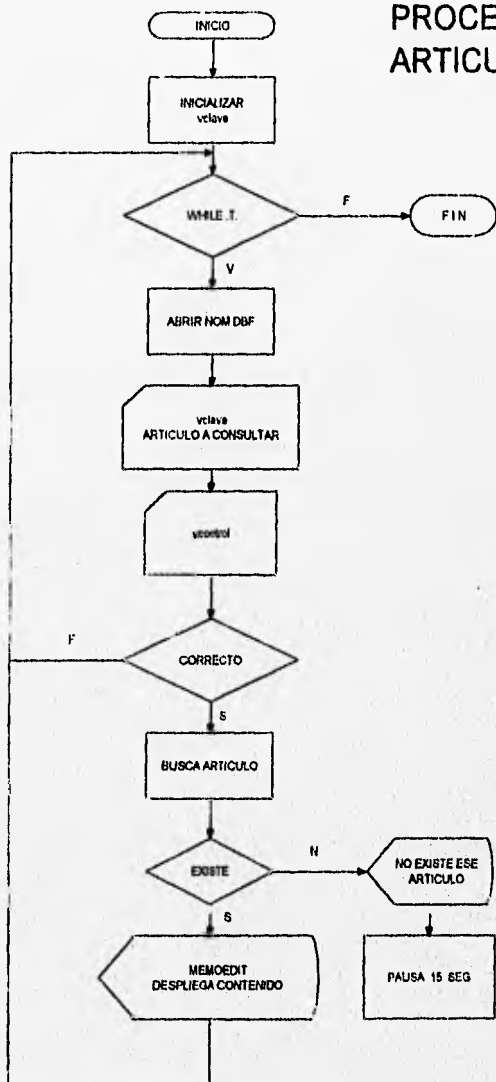 PROCE
ARTICU
INICIO
INICIALIZAR
vclave
WHILE .T.
F
FIN
V
ABRIR NOM DBF
vclave
ARTICULO A CONSULTAR
vcontrol
F
CORRECTO
S
BUSCA ARTICULO
EXISTE
N
NO EXISTE ESE
ARTICULO
S
MEMOEDIT
DESPLIEGA CONTENIDO
PAUSA 15 SEG